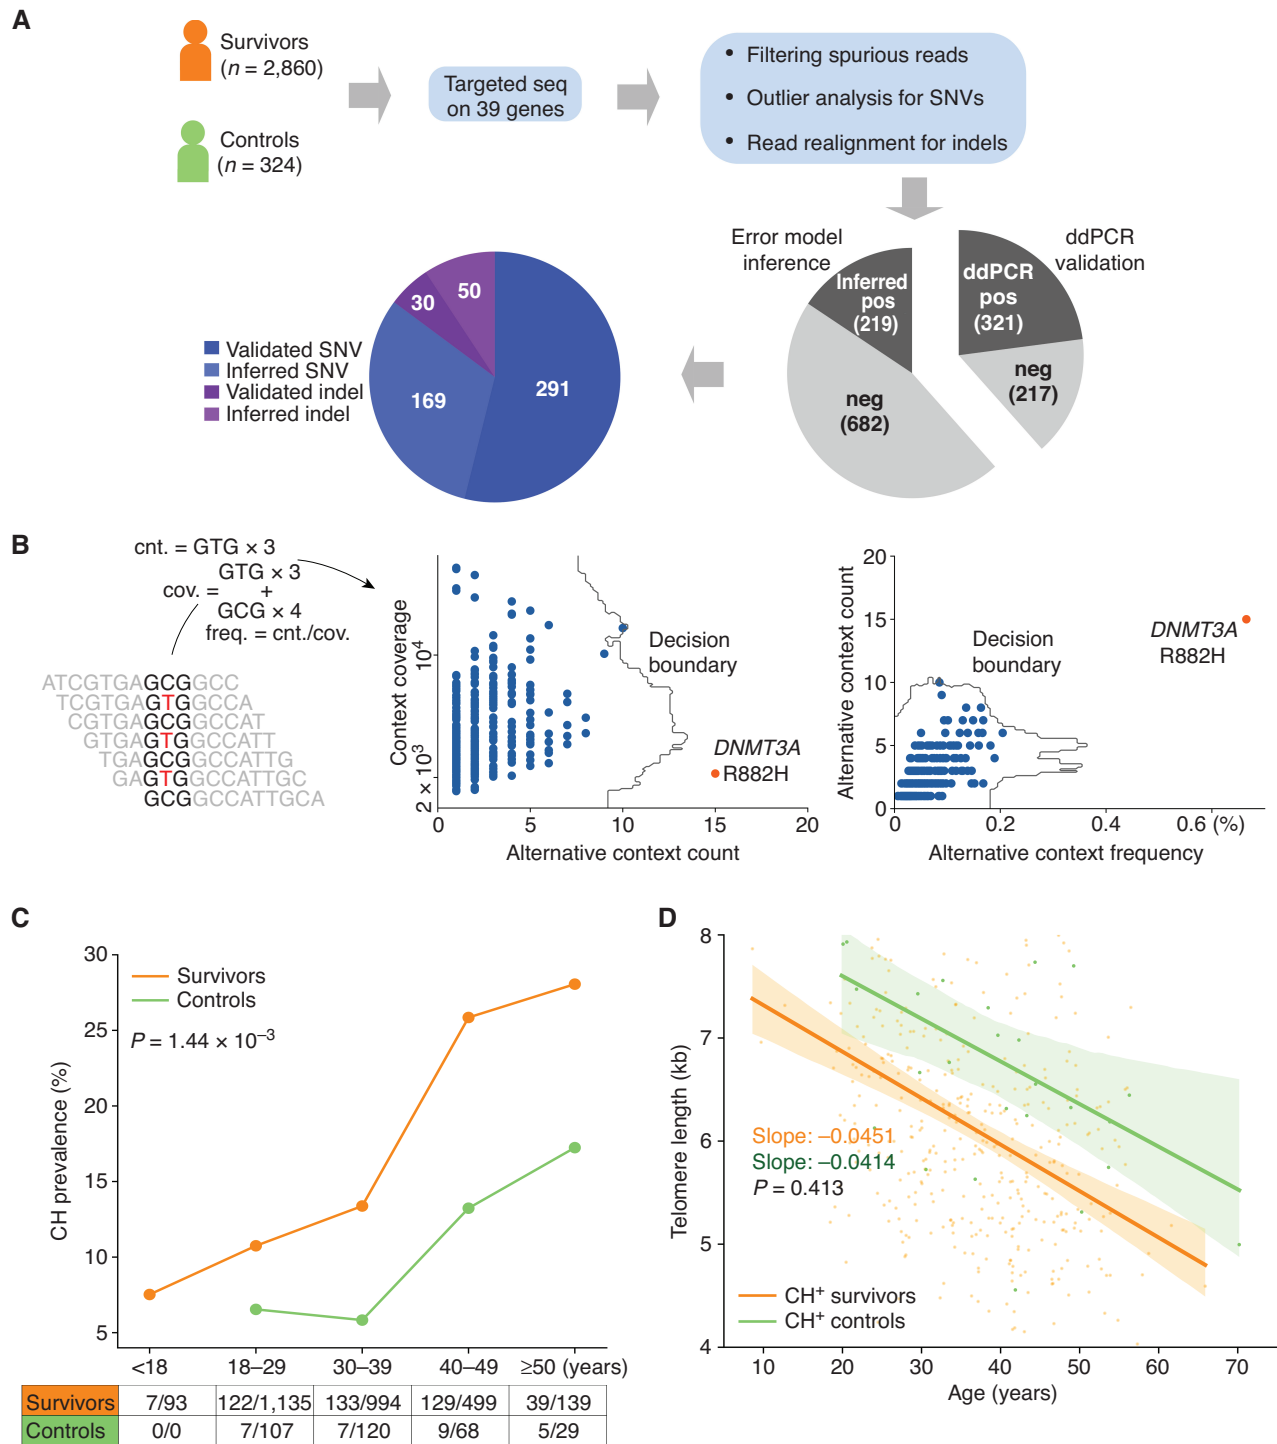 A
Survivors
(n = 2,860)
Controls
(n = 324)
Targeted seq
on 39 genes
• Filtering spurious reads
• Outlier analysis for SNVs
• Read realignment for indels
Error model
inference
ddPCR
validation
Inferred
pos
(219)
neg
(682)
ddPCR
pos
(321)
neg
(217)
Validated SNV
Inferred SNV
Validated indel
Inferred indel
30
50
169
291
B
cnt. = GTG × 3
GTG × 3
cov. = +
GCG × 4
freq. = cnt./cov.
ATCGTGAGCGGCC
TCGTGAGTGGCCA
CGTGAGCGGCCAT
GTGAGTGGCCATT
TGAGCGGCCATTG
GAGTGGCCATTGC
GCGGCCATTGCA
Context coverage
10⁴
2 × 10³
Decision
boundary
DNMT3A
R882H
0 5 10 15 20
Alternative context count
Alternative context count
20
15
10
5
0
Decision
boundary
DNMT3A
R882H
0 0.2 0.4 0.6 (%)
Alternative context frequency
C
CH prevalence (%)
30
25
20
15
10
5
Survivors
Controls
P = 1.44 × 10⁻³
<18 18–29 30–39 40–49 ≥50 (years)
Survivors 7/93 122/1,135 133/994 129/499 39/139
Controls 0/0 7/107 7/120 9/68 5/29
D
Telomere length (kb)
8
7
6
5
4
Slope: –0.0451
Slope: –0.0414
P = 0.413
CH⁺ survivors
CH⁺ controls
10 20 30 40 50 60 70
Age (years)